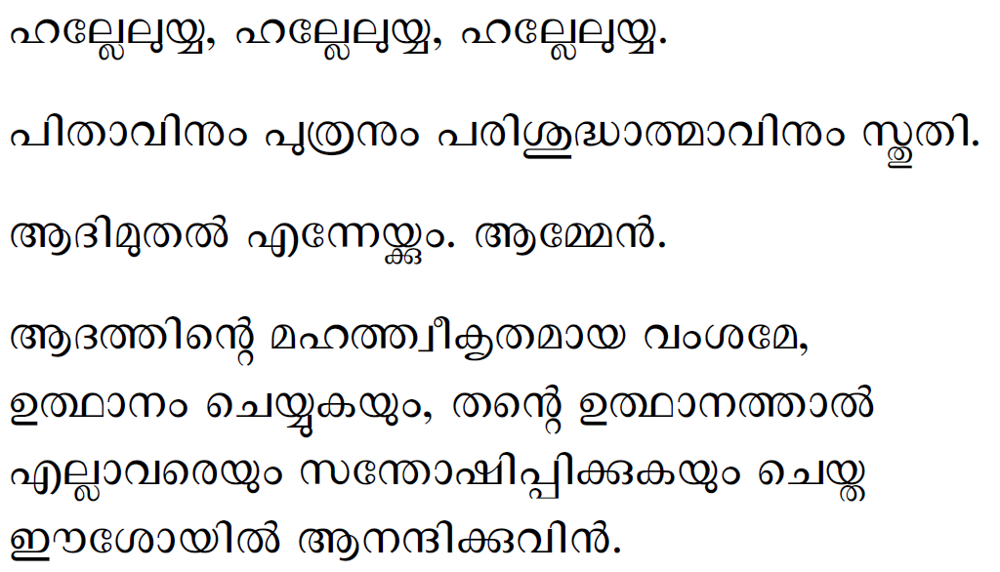 ഹല്ലേലുയ്യ, ഹല്ലേലുയ്യ, ഹല്ലേലുയ്യ.
പിതാവിനും പുത്രനും പരിശുദ്ധാത്മാവിനും സ്തുതി.
ആദിമുതൽ എന്നേയ്ക്കും. ആമ്മേൻ.
ആദത്തിന്റെ മഹത്ത്വീകൃതമായ വംശമേ,
ഉത്ഥാനം ചെയ്യുകയും, തന്റെ ഉത്ഥാനത്താൽ
എല്ലാവരെയും സന്തോഷിപ്പിക്കുകയും ചെയ്ത
ഈശോയിൽ ആനന്ദിക്കുവിൻ.